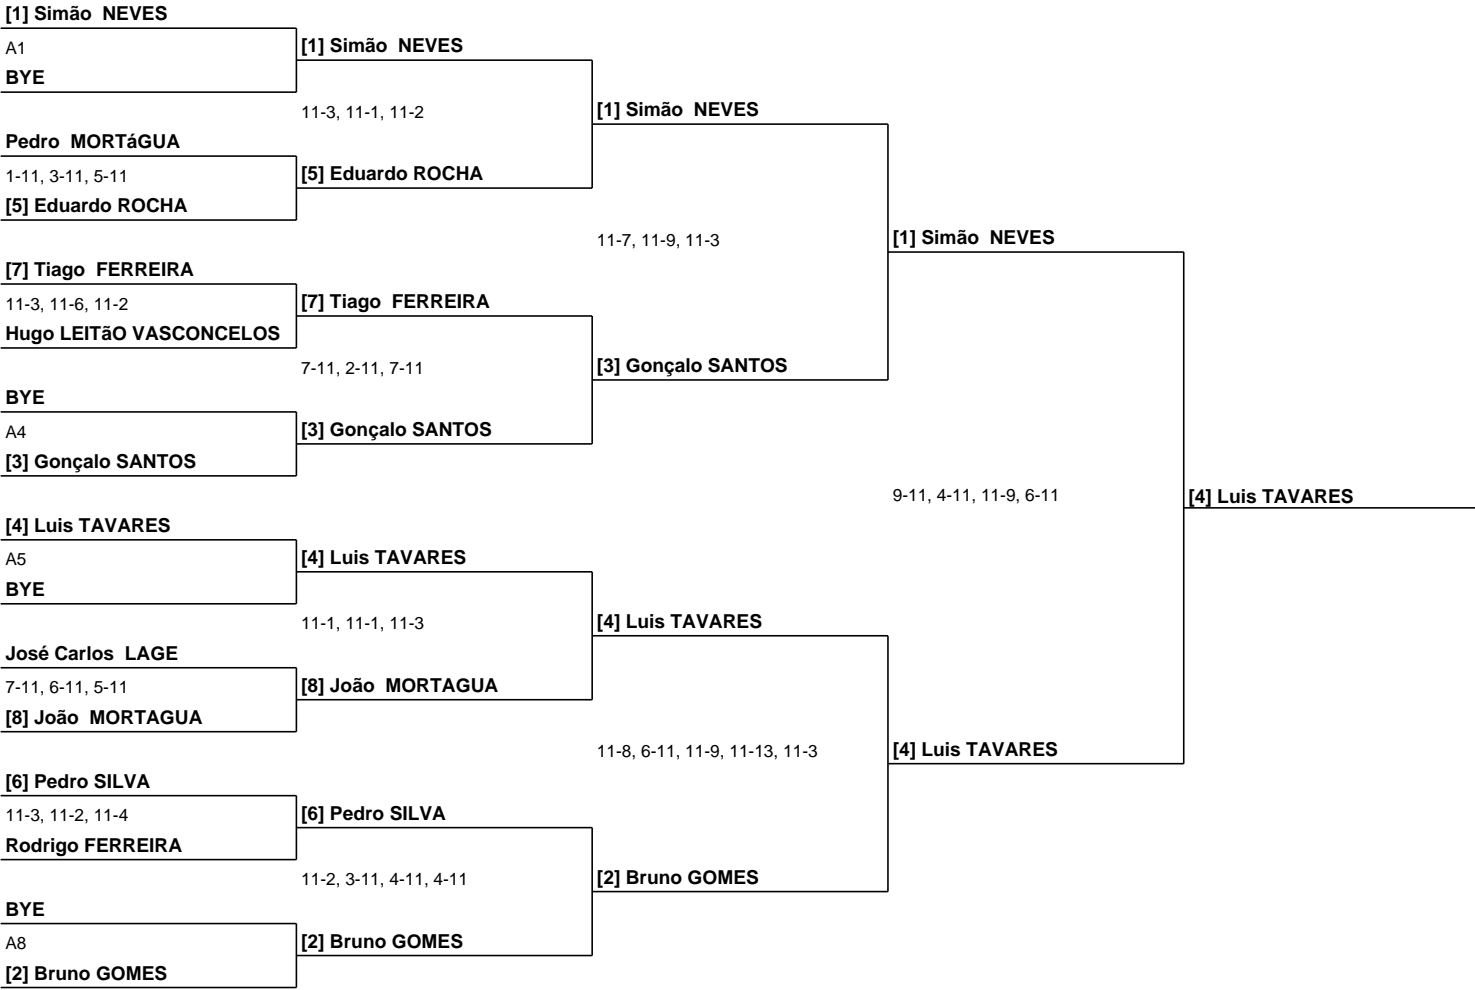 [1] Simão  NEVES
A1
BYE
Pedro  MORTáGUA
1-11, 3-11, 5-11
[5] Eduardo ROCHA
[7] Tiago  FERREIRA
11-3, 11-6, 11-2
Hugo LEITãO VASCONCELOS
BYE
A4
[3] Gonçalo SANTOS
[4] Luis TAVARES
A5
BYE
José Carlos  LAGE
7-11, 6-11, 5-11
[8] João  MORTAGUA
[6] Pedro SILVA
11-3, 11-2, 11-4
Rodrigo FERREIRA
BYE
A8
[2] Bruno GOMES
[1] Simão  NEVES
11-3, 11-1, 11-2
[5] Eduardo ROCHA
[7] Tiago  FERREIRA
7-11, 2-11, 7-11
[3] Gonçalo SANTOS
[4] Luis TAVARES
11-1, 11-1, 11-3
[8] João  MORTAGUA
[6] Pedro SILVA
11-2, 3-11, 4-11, 4-11
[2] Bruno GOMES
[1] Simão  NEVES
11-7, 11-9, 11-3
[3] Gonçalo SANTOS
[4] Luis TAVARES
11-8, 6-11, 11-9, 11-13, 11-3
[2] Bruno GOMES
[1] Simão  NEVES
9-11, 4-11, 11-9, 6-11
[4] Luis TAVARES
[4] Luis TAVARES